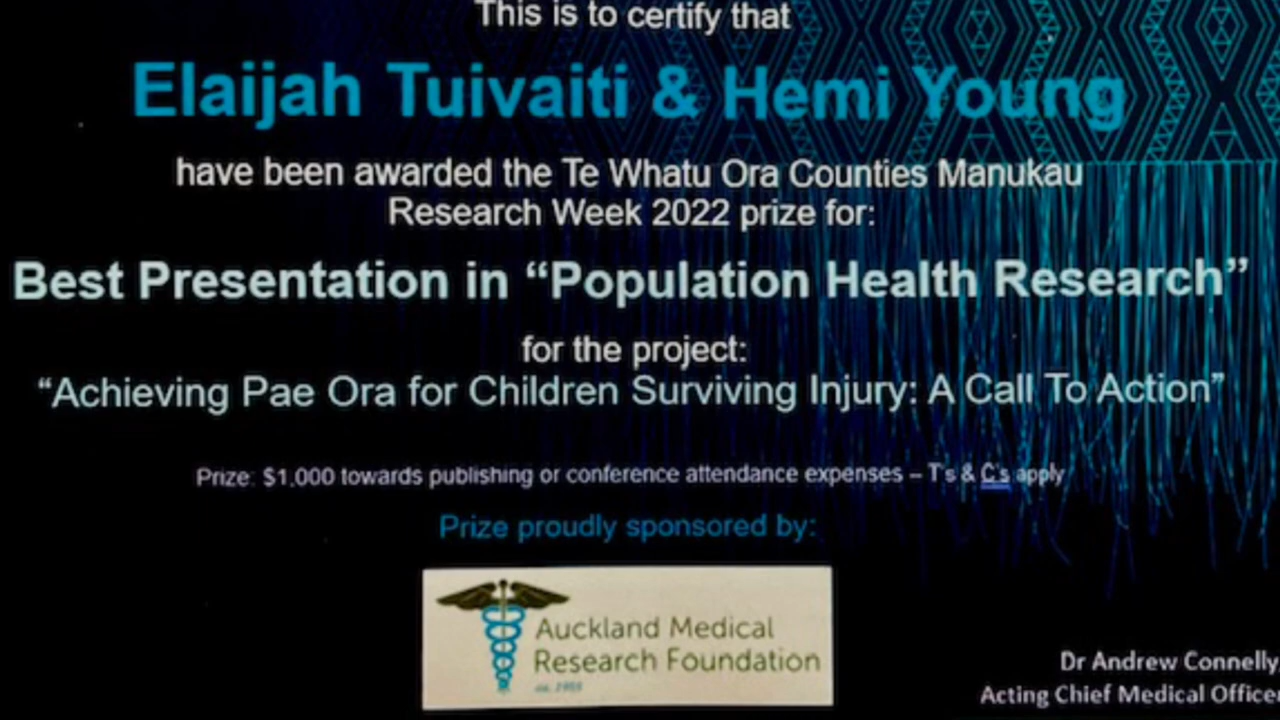 This is to certify that
Elaijah Tuivaiti & Hemi Young
have been awarded the Te Whatu Ora Counties Manukau
Research Week 2022 prize for:
Best Presentation in “Population Health Research”
for the project:
“Achieving Pae Ora for Children Surviving Injury: A Call To Action”
Prize: $1,000 towards publishing or conference attendance expenses – T's & C's apply
Prize proudly sponsored by:
Auckland Medical
Research Foundation
Dr Andrew Connelly
Acting Chief Medical Officer